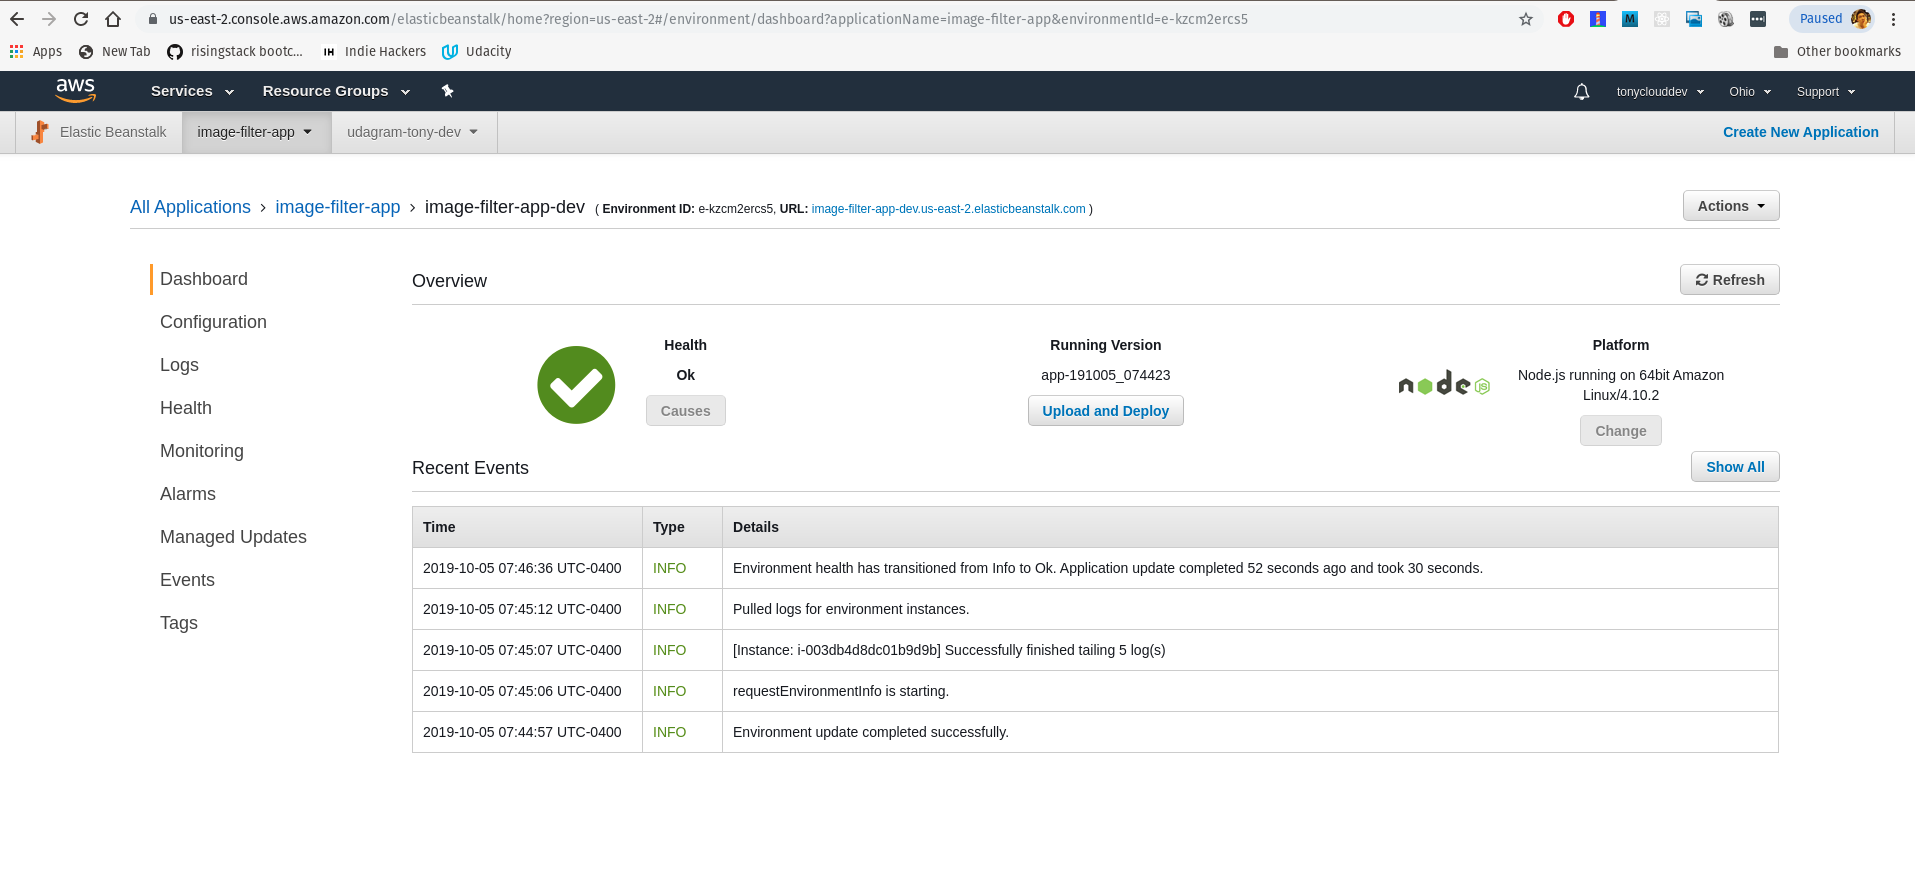 us-east-2.console.aws.amazon.com/elasticbeanstalk/home?region=us-east-2#/environment/dashboard?applicationName=image-filter-app&environmentId=e-kzcm2ercs5
M
Paused
Apps
New Tab
risingstack bootc...
IH Indie Hackers
Udacity
Other bookmarks
aws
Services
Resource Groups
tonyclouddev
Ohio
Support
Elastic Beanstalk
image-filter-app
udagram-tony-dev
Create New Application
All Applications › image-filter-app › image-filter-app-dev ( Environment ID: e-kzcm2ercs5, URL: image-filter-app-dev.us-east-2.elasticbeanstalk.com )
Actions
Dashboard
Configuration
Logs
Health
Monitoring
Alarms
Managed Updates
Events
Tags
Overview
Refresh
Health
Ok
Causes
Running Version
app-191005_074423
Upload and Deploy
node
JS
Platform
Node.js running on 64bit Amazon
Linux/4.10.2
Change
Recent Events
Show All
Time Type Details
2019-10-05 07:46:36 UTC-0400 INFO Environment health has transitioned from Info to Ok. Application update completed 52 seconds ago and took 30 seconds.
2019-10-05 07:45:12 UTC-0400 INFO Pulled logs for environment instances.
2019-10-05 07:45:07 UTC-0400 INFO [Instance: i-003db4d8dc01b9d9b] Successfully finished tailing 5 log(s)
2019-10-05 07:45:06 UTC-0400 INFO requestEnvironmentInfo is starting.
2019-10-05 07:44:57 UTC-0400 INFO Environment update completed successfully.